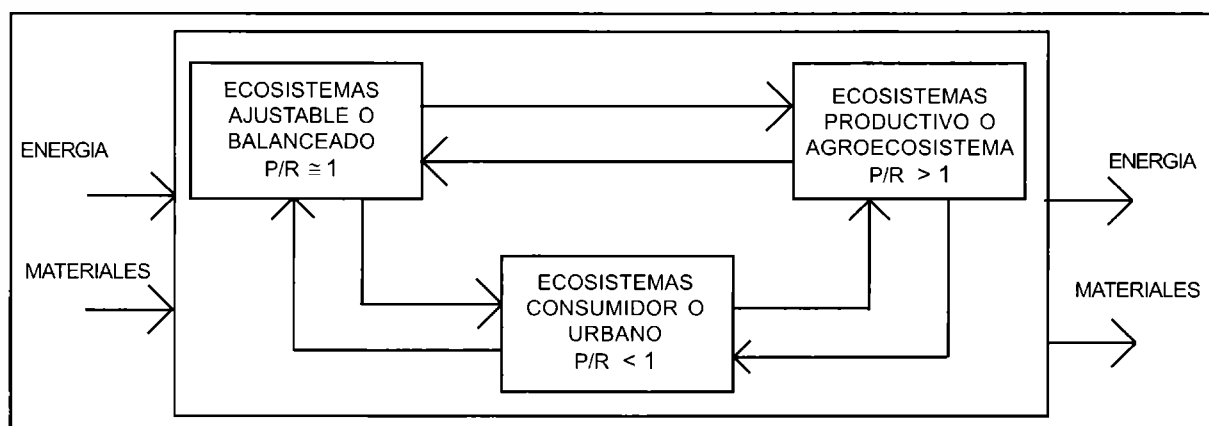 ENERGIA
MATERIALES
ECOSISTEMAS
AJUSTABLE O
BALANCEADO
P/R ≅ 1
ECOSISTEMAS
PRODUCTIVO O
AGROECOSISTEMA
P/R > 1
ECOSISTEMAS
CONSUMIDOR O
URBANO
P/R < 1
ENERGIA
MATERIALES